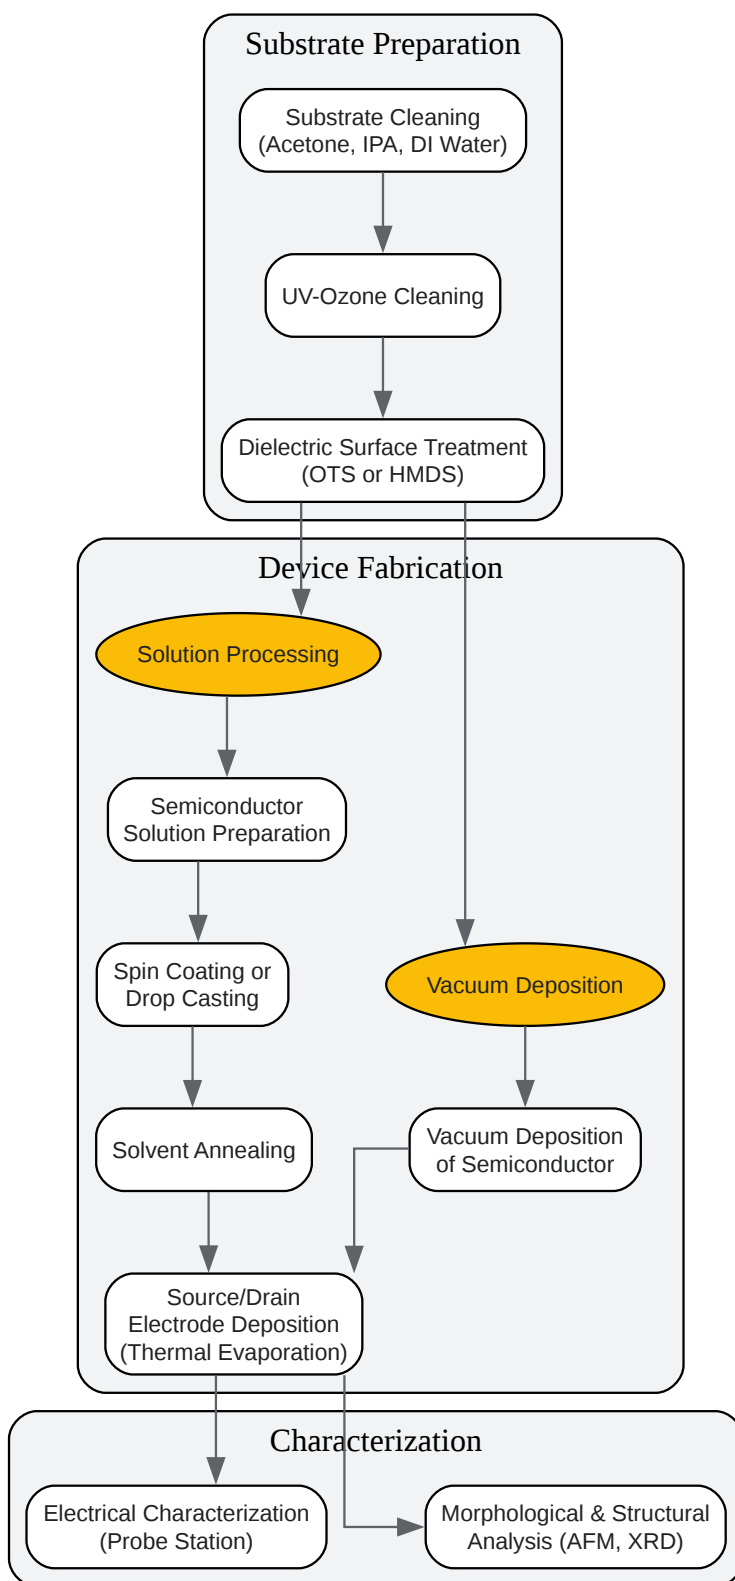 Substrate Preparation
Substrate Cleaning
(Acetone, IPA, DI Water)
UV-Ozone Cleaning
Dielectric Surface Treatment
(OTS or HMDS)
Device Fabrication
Solution Processing
Semiconductor
Solution Preparation
Spin Coating or
Drop Casting
Vacuum Deposition
Solvent Annealing
Vacuum Deposition
of Semiconductor
Source/Drain
Electrode Deposition
(Thermal Evaporation)
Characterization
Electrical Characterization
(Probe Station)
Morphological & Structural
Analysis (AFM, XRD)